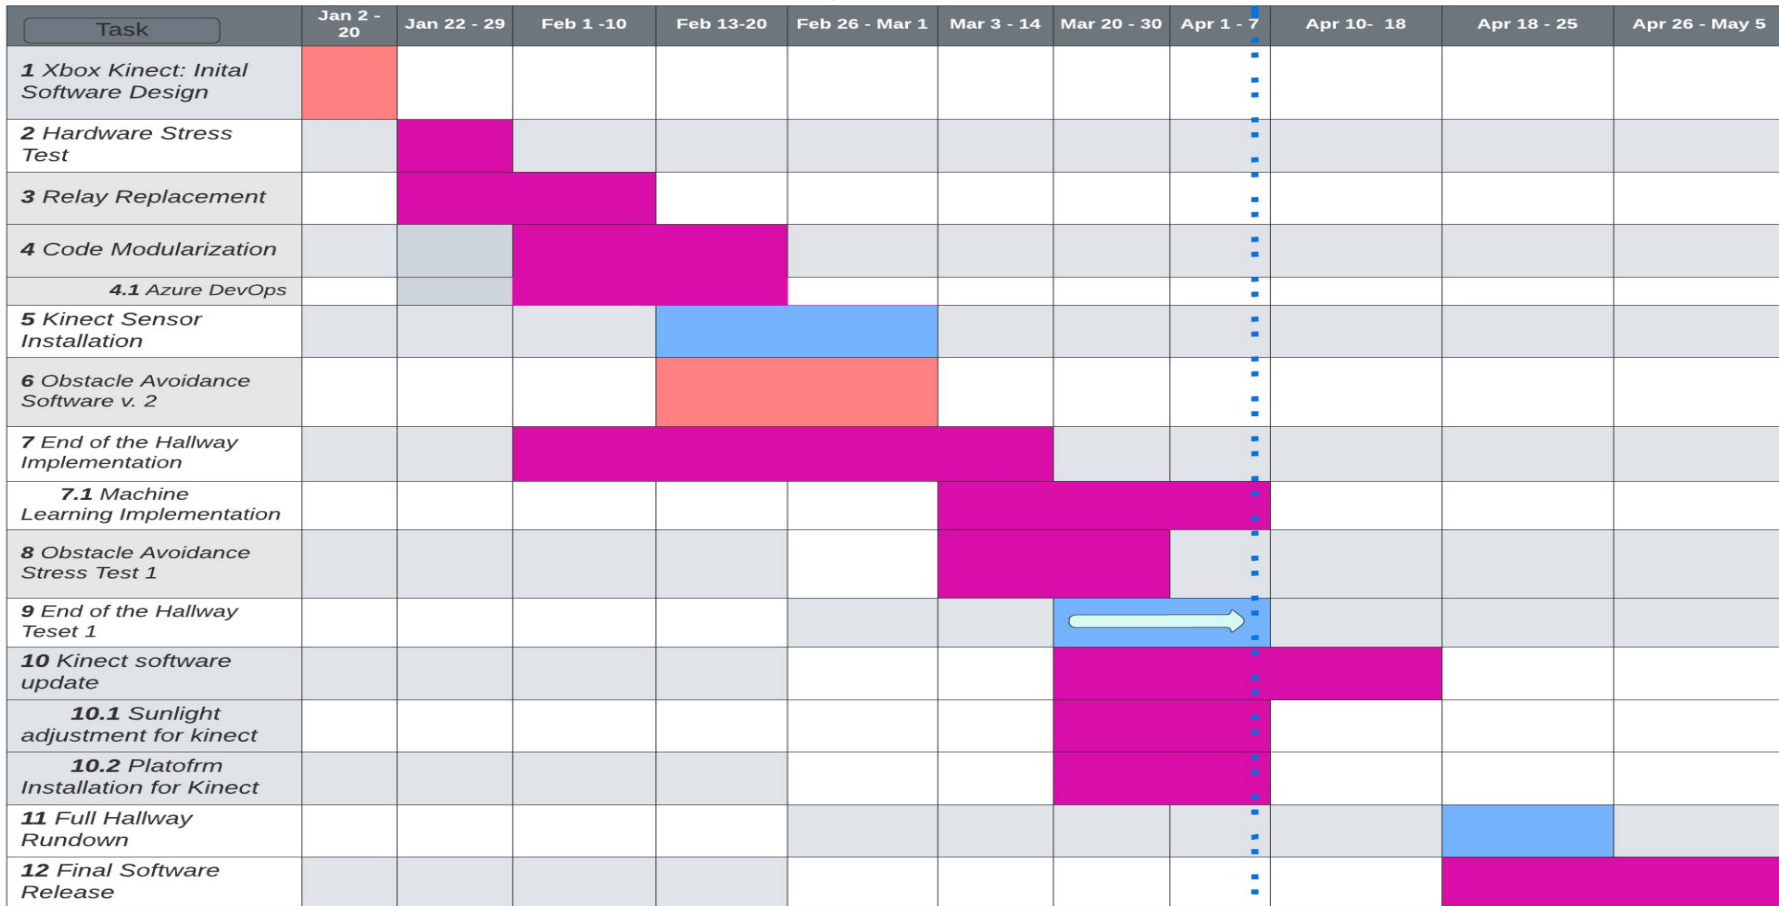 Task
Jan 2 -
20
Jan 22 - 29
Feb 1 -10
Feb 13-20
Feb 26 - Mar 1
Mar 3 - 14
Mar 20 - 30
Apr 1 - 7
Apr 10-  18
Apr 18 - 25
Apr 26 - May 5
1 Xbox Kinect: Inital
Software Design
2 Hardware Stress
Test
3 Relay Replacement
4 Code Modularization
4.1 Azure DevOps
5 Kinect Sensor
Installation
6 Obstacle Avoidance
Software v. 2
7 End of the Hallway
Implementation
7.1 Machine
Learning Implementation
8 Obstacle Avoidance
Stress Test 1
9 End of the Hallway
Teset 1
10 Kinect software
update
10.1 Sunlight
adjustment for kinect
10.2 Platofrm
Installation for Kinect
11 Full Hallway
Rundown
12 Final Software
Release